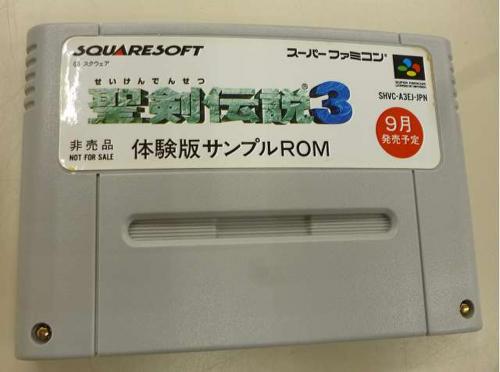 SQUARESOFT
スーパーファミコン
せいけんでんせつ
聖剣伝説3
SHVC-A3EJ-JPN
非売品
NOT FOR SALE
体験版サンプルROM
9月
発売予定